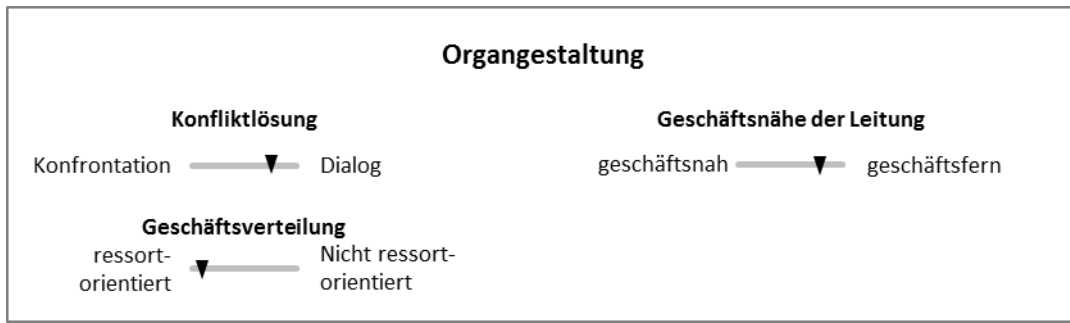 Organgestaltung
Konfliktlösung
Konfrontation
Dialog
Geschäftsverteilung
ressort-
orientiert
Nicht ressort-
orientiert
Geschäftsnähe der Leitung
geschäftsnah
geschäftsfern